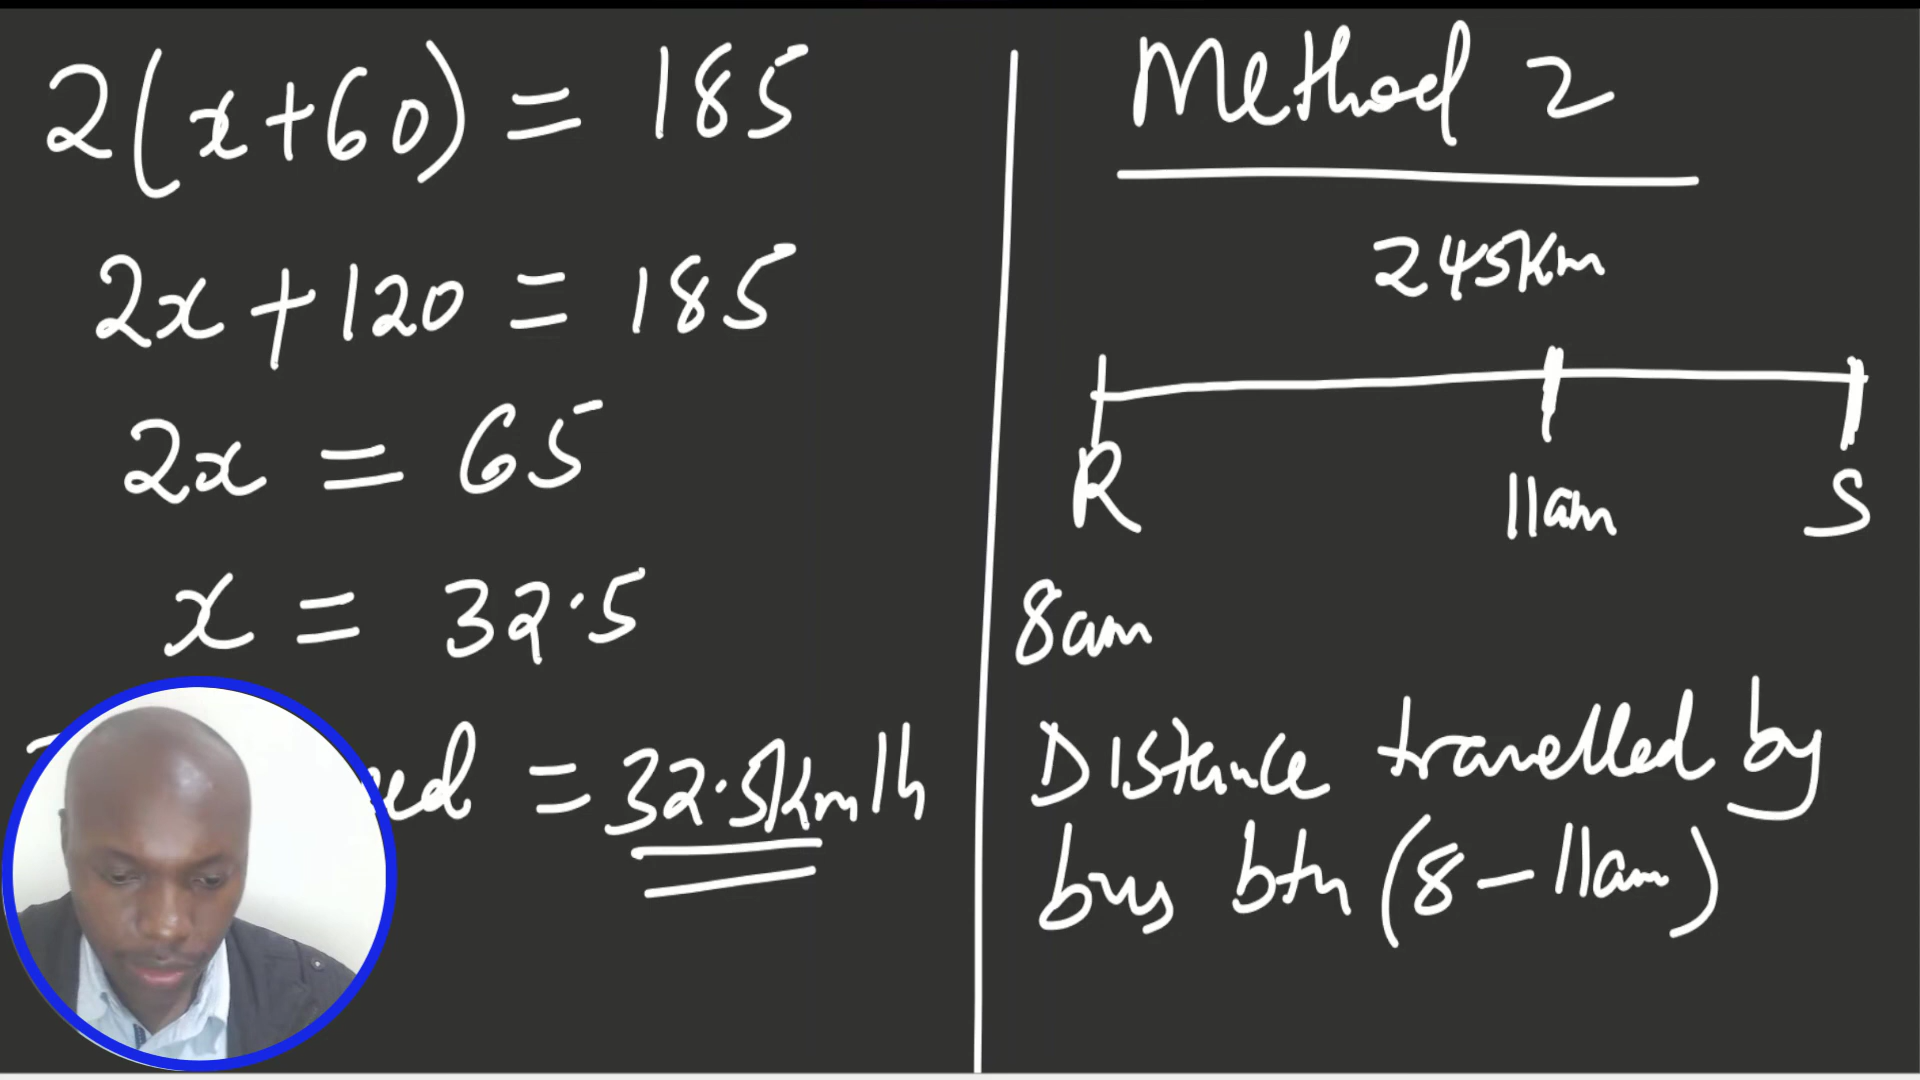 2(x+60) = 185
2x + 120 = 185
2x = 65
x = 32.5
= 32.5Km/h
Method 2
245Km
R
11am
S
8am
Distance travelled by
bus btn (8 - 11am)